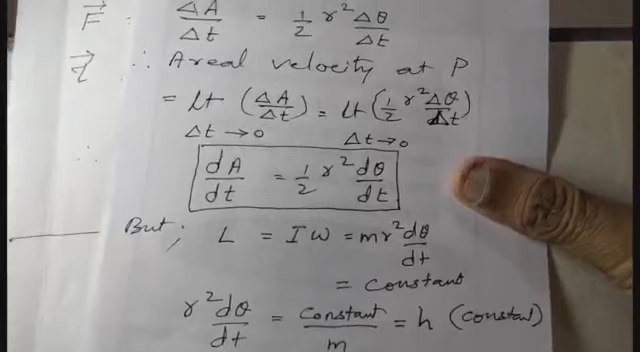 F⃗ ΔA/Δt = 1/2 r² Δθ/Δt
∴ Areal velocity at P
= lt Δt→0 (ΔA/Δt) = lt Δt→0 (1/2 r² Δθ/Δt)
dA/dt = 1/2 r² dθ/dt
But; L = Iω = mr² dθ/dt
= constant
r² dθ/dt = constant/m = h (constant)